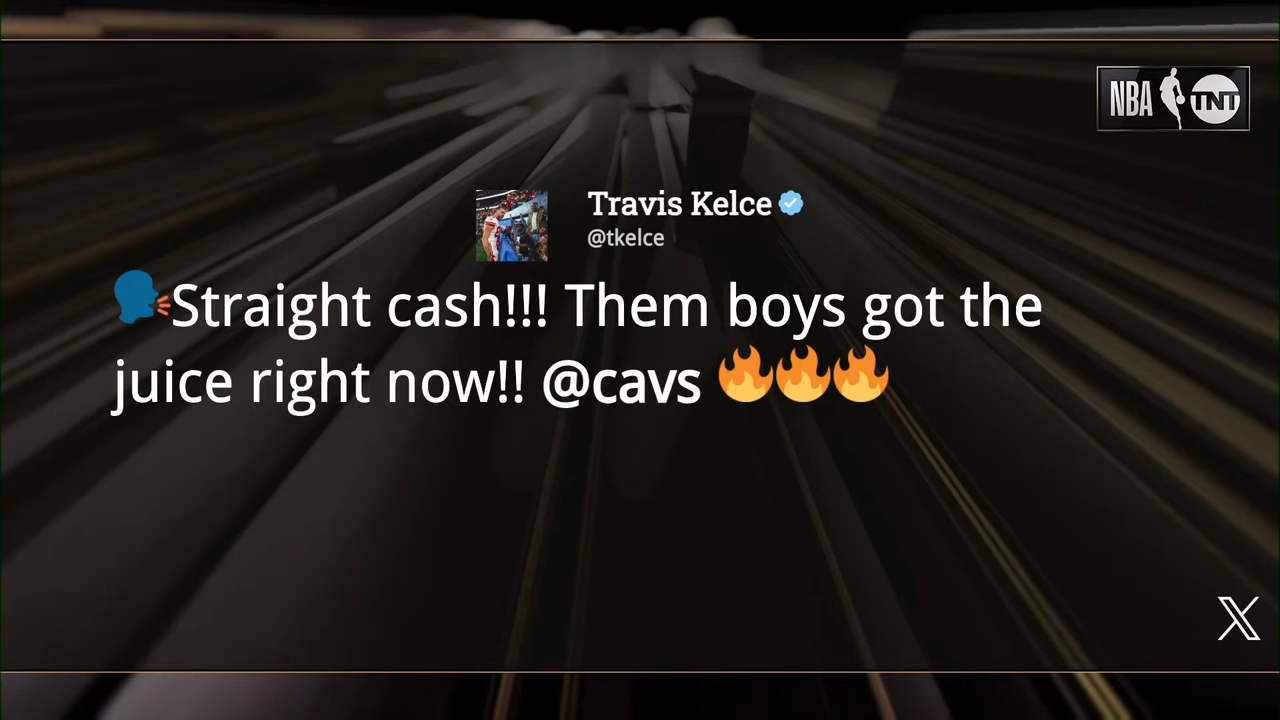 NBA TNT
Travis Kelce
@tkelce
🗣️Straight cash!!! Them boys got the
juice right now!! @cavs 🔥🔥🔥
X